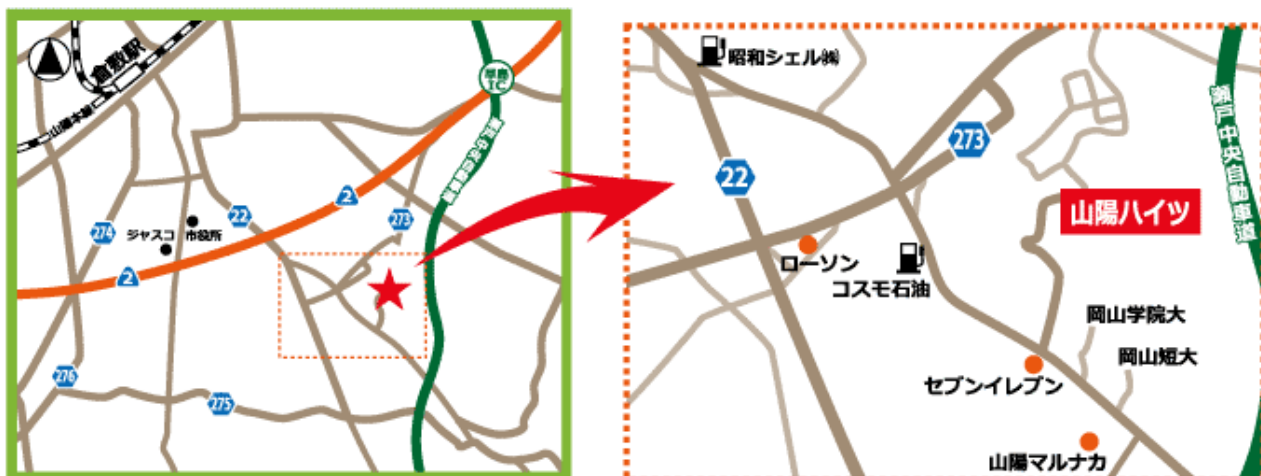 倉敷駅
山陽本線
早島
IC
瀬戸中央自動車道
2
273
22
274
ジャスコ
市役所
2
276
275
昭和シェル㈱
273
22
瀬戸中央自動車道
山陽ハイツ
ローソン
コスモ石油
岡山学院大
岡山短大
セブンイレブン
山陽マルナカ